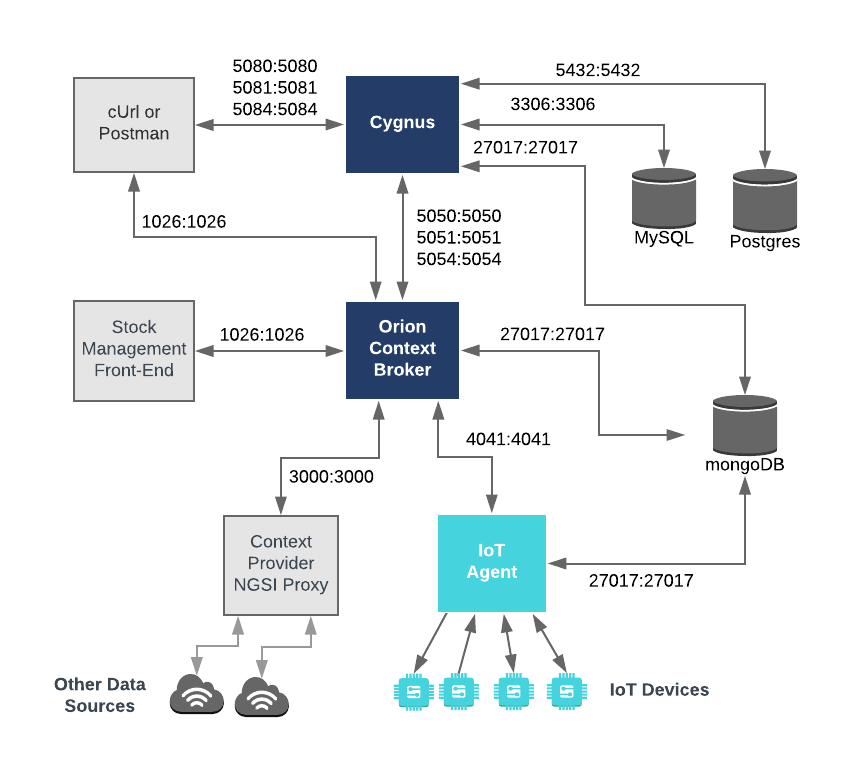 5080:5080
5081:5081
5084:5084
5432:5432
3306:3306
27017:27017
cUrl or
Postman
Cygnus
MySQL
Postgres
1026:1026
5050:5050
5051:5051
5054:5054
Stock
Management
Front-End
1026:1026
Orion
Context
Broker
27017:27017
mongoDB
3000:3000
4041:4041
Context
Provider
NGSI Proxy
IoT
Agent
27017:27017
Other Data
Sources
IoT Devices